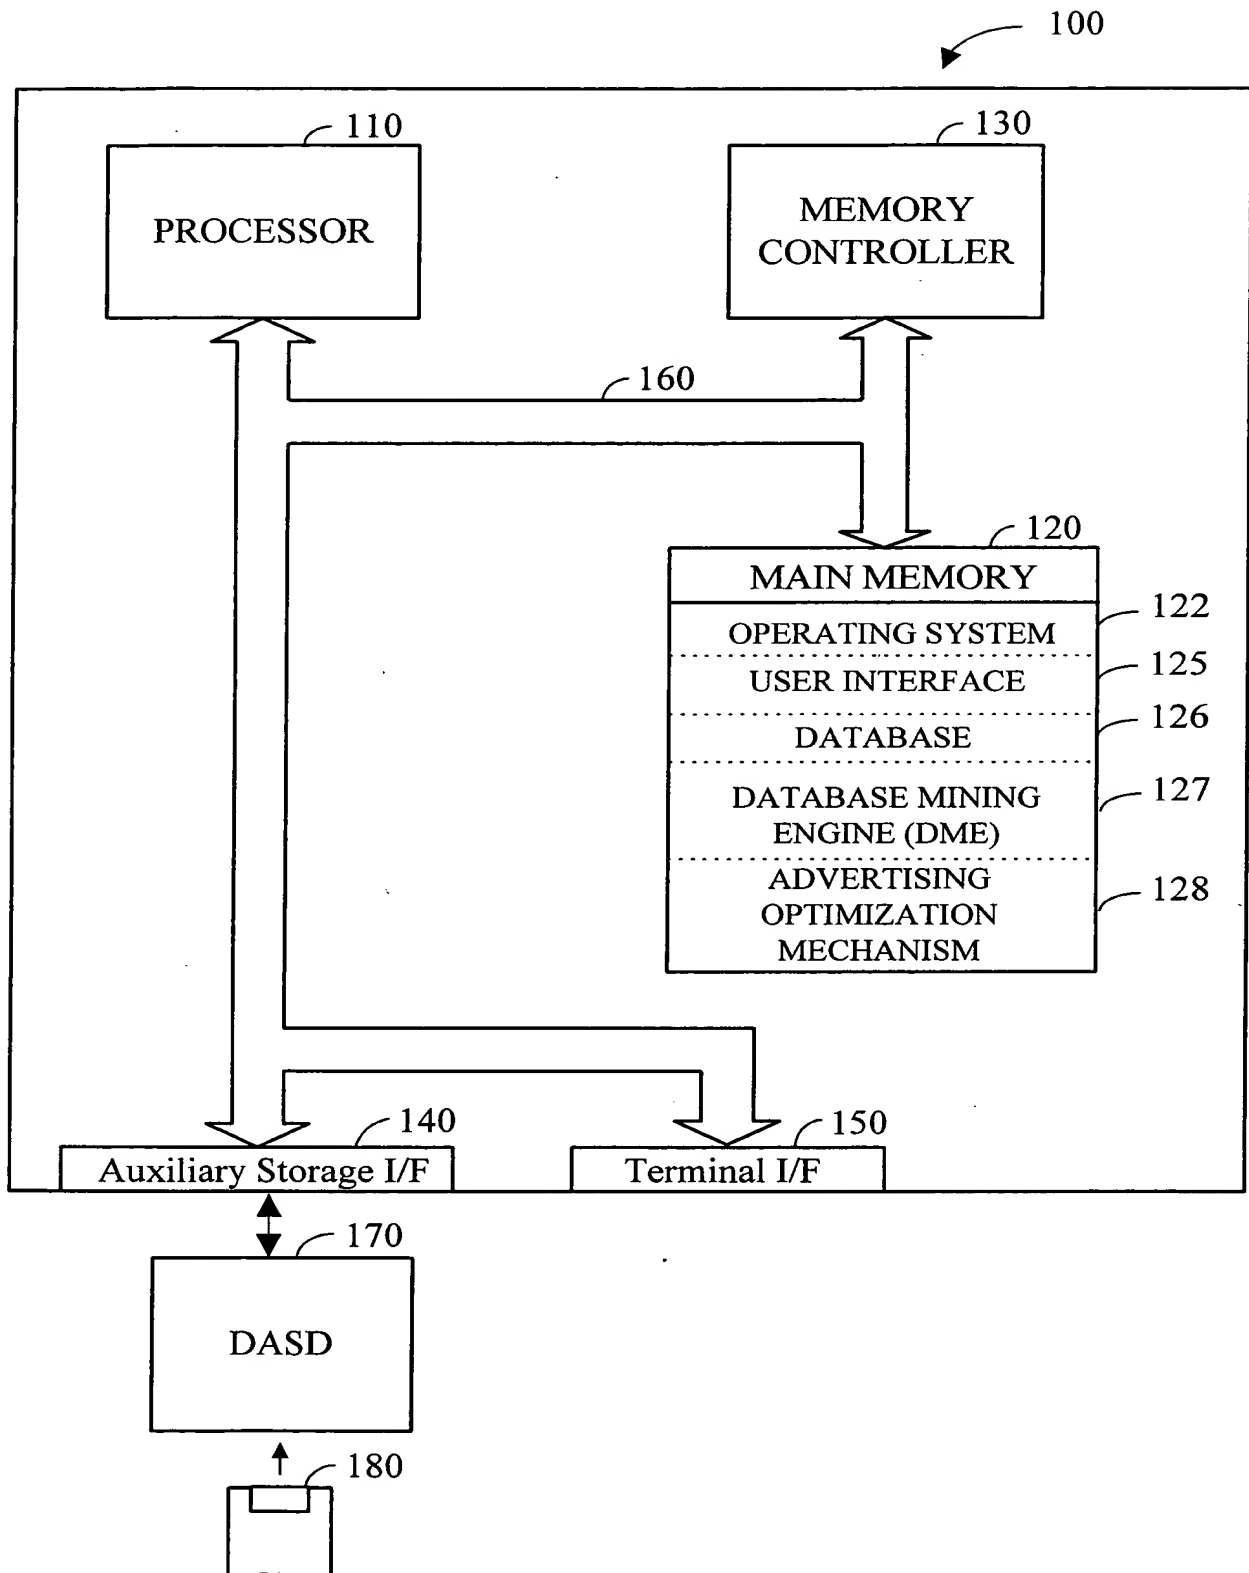 100
110
130
PROCESSOR
MEMORY
CONTROLLER
160
120
MAIN MEMORY
122
OPERATING SYSTEM
125
USER INTERFACE
126
DATABASE
127
DATABASE MINING
ENGINE (DME)
128
ADVERTISING
OPTIMIZATION
MECHANISM
140
150
Auxiliary Storage I/F
Terminal I/F
170
DASD
180